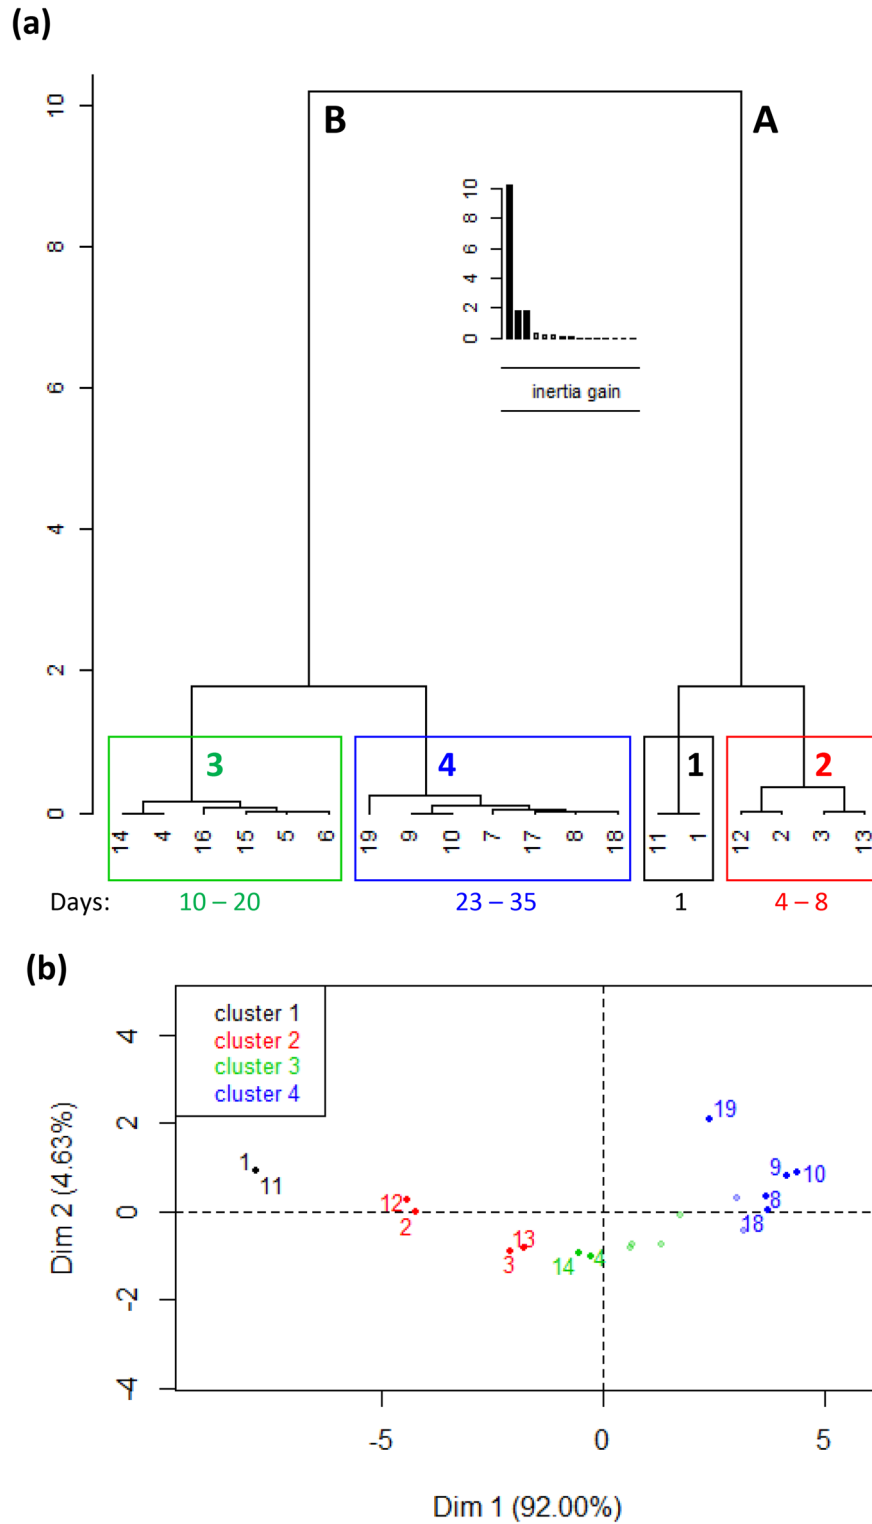 (a)
10
8
6
4
2
0
B
A
10
8
6
4
2
0
inertia gain
3
4
1
2
14 4 16 15 5 6 19 9 10 7 17 8 18 11 1 12 2 3 13
Days: 10 – 20 23 – 35 1 4 – 8
(b)
cluster 1
cluster 2
cluster 3
cluster 4
4
2
0
-2
-4
Dim 2 (4.63%)
19
1
11
9
10
12
2
8
18
13
3
14
4
-5 0 5
Dim 1 (92.00%)